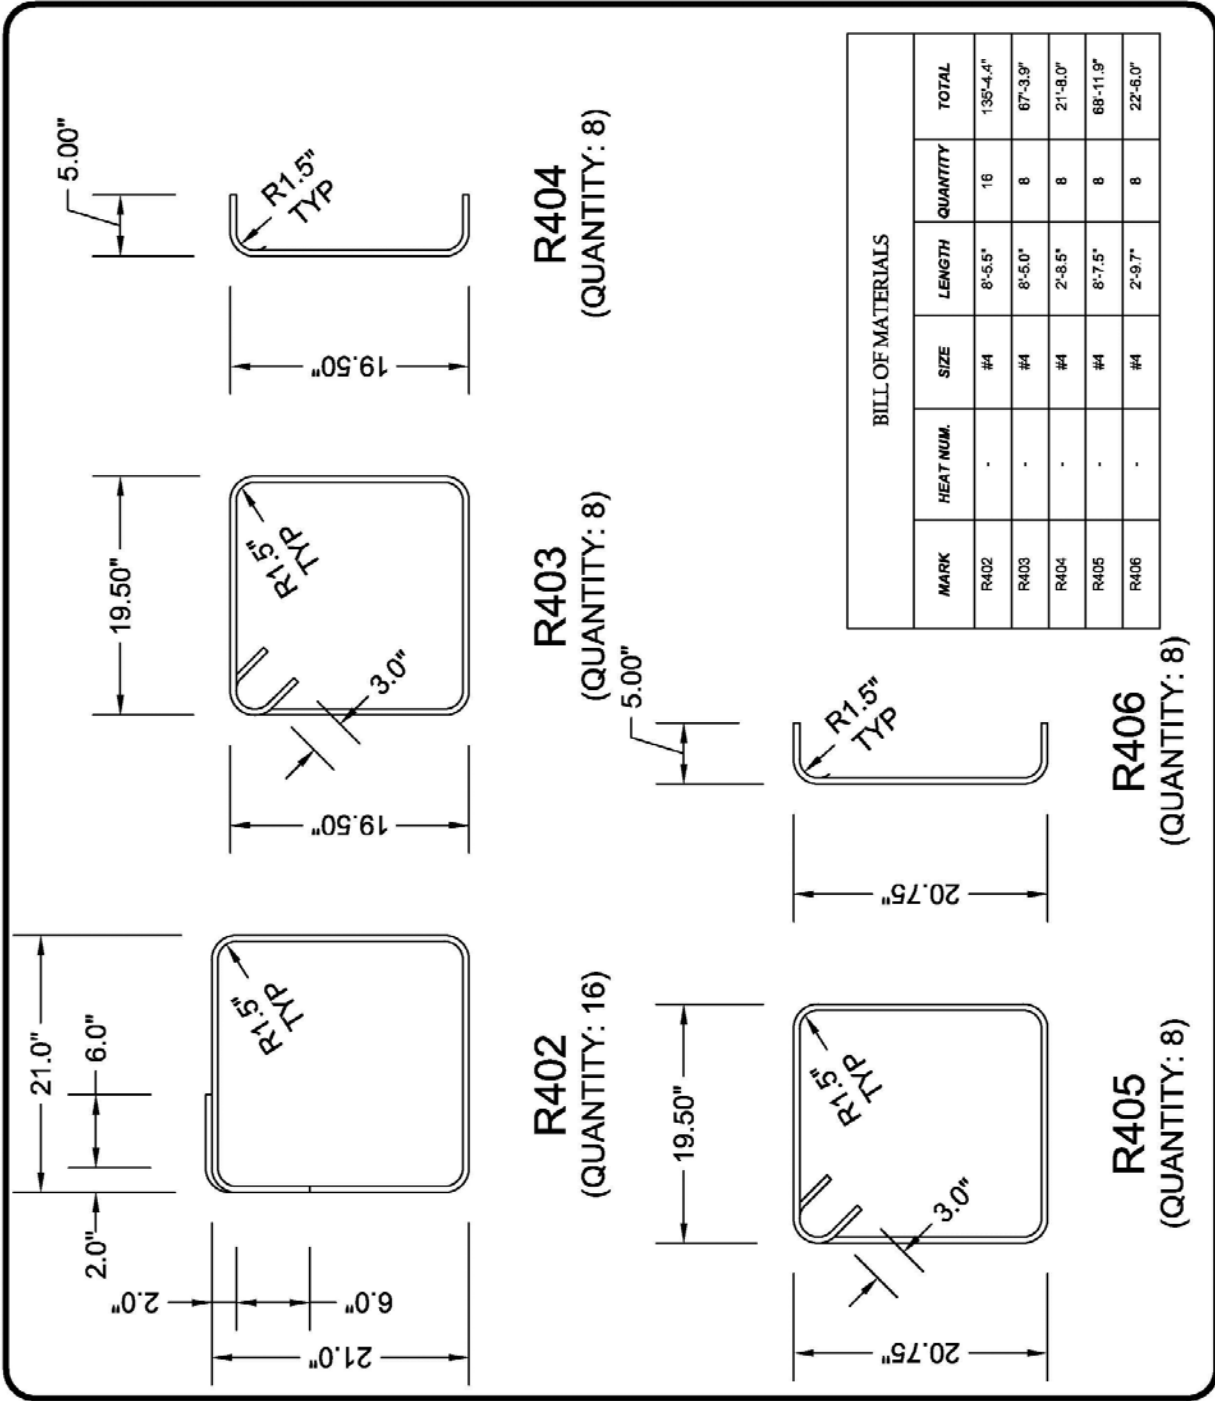 21.0"
6.0"
2.0"
2.0"
6.0"
21.0"
R1.5"
TYP
R402
(QUANTITY: 16)
19.50"
19.50"
R1.5"
TYP
3.0"
R403
(QUANTITY: 8)
5.00"
19.50"
R1.5"
TYP
R404
(QUANTITY: 8)
19.50"
20.75"
R1.5"
TYP
3.0"
R405
(QUANTITY: 8)
5.00"
20.75"
R1.5"
TYP
R406
(QUANTITY: 8)
BILL OF MATERIALS
MARK HEAT NUM. SIZE LENGTH QUANTITY TOTAL
R402 - #4 8'-5.5" 16 135'-4.4"
R403 - #4 8'-5.0" 8 67'-3.9"
R404 - #4 2'-8.5" 8 21'-8.0"
R405 - #4 8'-7.5" 8 68'-11.9"
R406 - #4 2'-9.7" 8 22'-6.0"